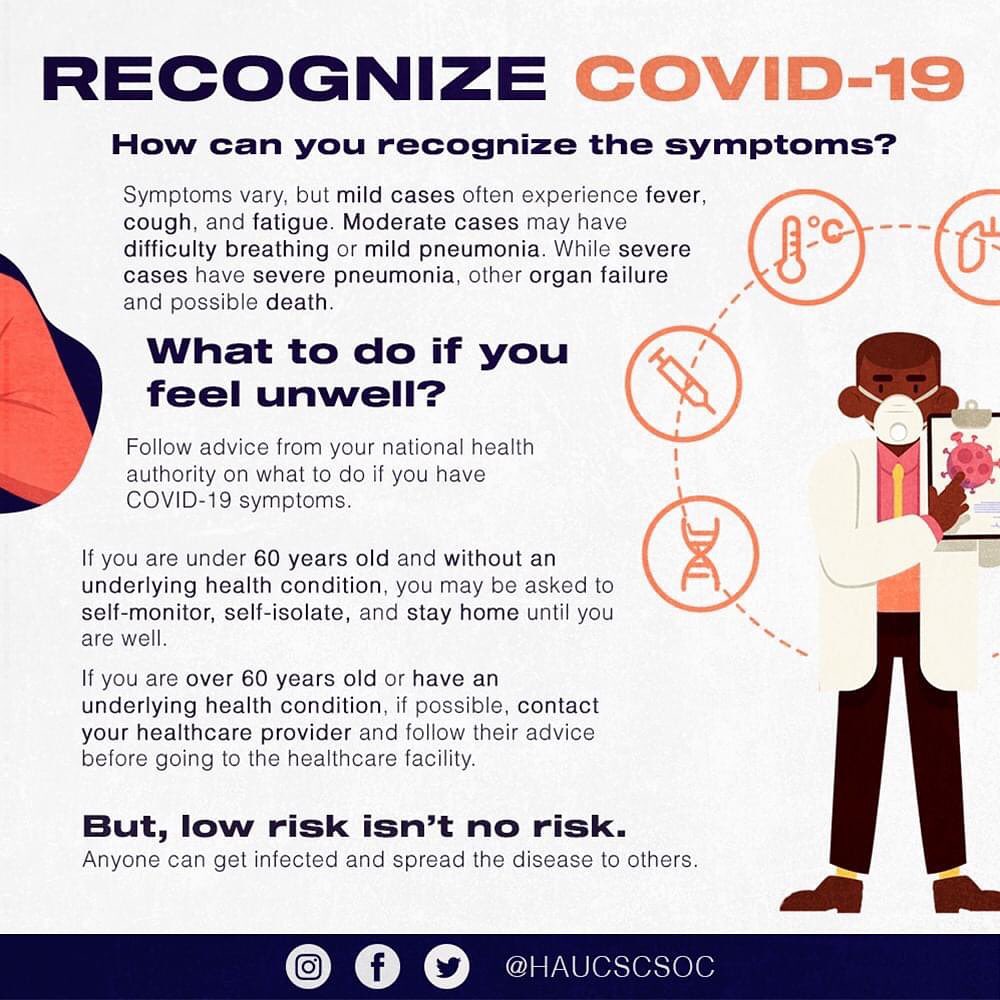 RECOGNIZE COVID-19
How can you recognize the symptoms?
Symptoms vary, but mild cases often experience fever,
cough, and fatigue. Moderate cases may have
difficulty breathing or mild pneumonia. While severe
cases have severe pneumonia, other organ failure
and possible death.
°C
What to do if you
feel unwell?
Follow advice from your national health
authority on what to do if you have
COVID-19 symptoms.
If you are under 60 years old and without an
underlying health condition, you may be asked to
self-monitor, self-isolate, and stay home until you
are well.
If you are over 60 years old or have an
underlying health condition, if possible, contact
your healthcare provider and follow their advice
before going to the healthcare facility.
But, low risk isn't no risk.
Anyone can get infected and spread the disease to others.
@HAUCSCSOC